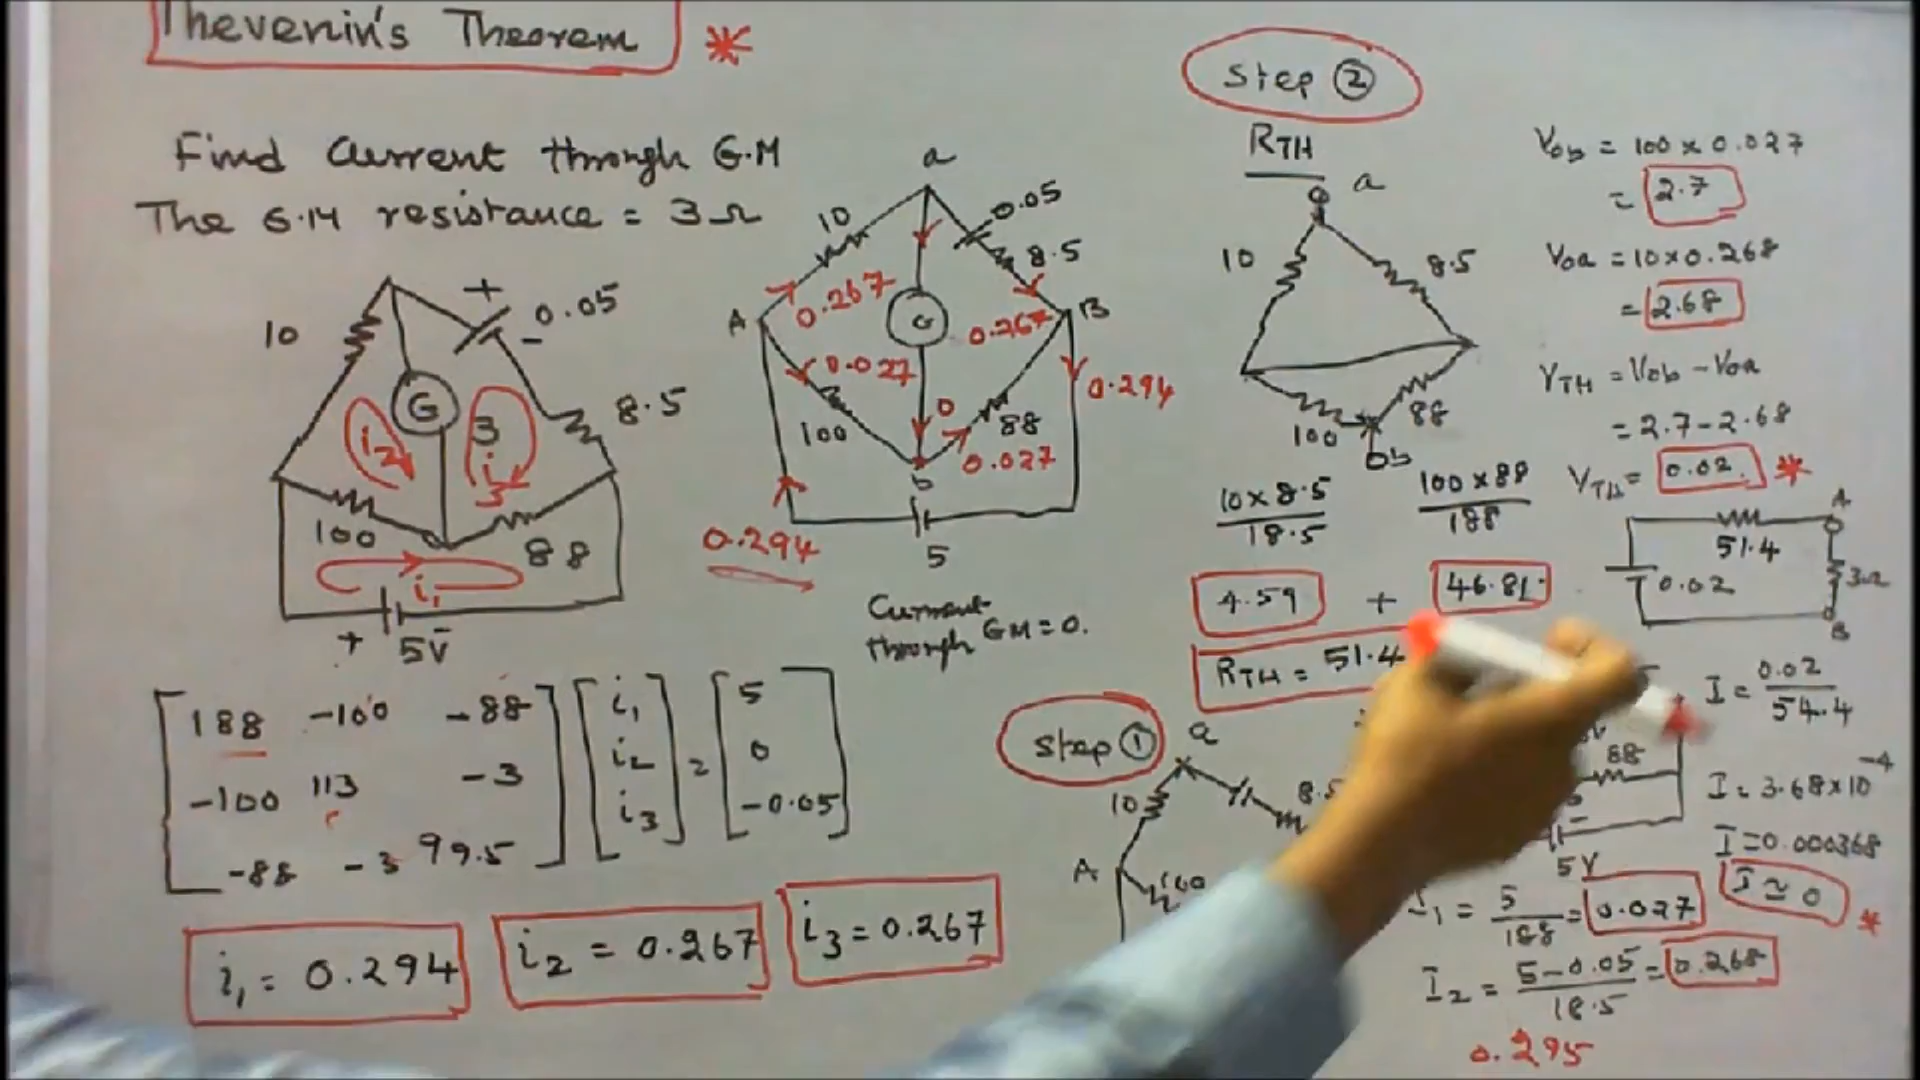 Thevenin's Theorem *
Find Current through G.M
The G.M resistance = 3Ω
10
+
-
0.05
G
8.5
i2
3
i3
100
88
i1
+ 5V -
a
10
0.05
8.5
A
0.267
G
0.267
B
0.027
0.294
100
0
88
b
0.027
0.294
5
Current
through GM = 0.
188 -100 -88
-100 113 -3
-88 -3 99.5
i1
i2
i3
=
5
0
-0.05
i1 = 0.294
i2 = 0.267
i3 = 0.267
Step 2
RTH
a
10
8.5
100
88
b
10x8.5
18.5
100x88
188
4.59 + 46.81
RTH = 51.4
Step 1
a
10
8.5
A
100
88
5V
I1 = 5/188 = 0.027
I2 = 5-0.05/18.5 = 0.268
0.295
Vob = 100 x 0.027
= 2.7
Voa = 10x0.268
= 2.68
VTH = Vob - Voa
= 2.7-2.68
VTH = 0.02 *
A
51.4
0.02
3Ω
B
I = 0.02/54.4
I = 3.68x10⁻⁴
I = 0.000368
I ≃ 0 *